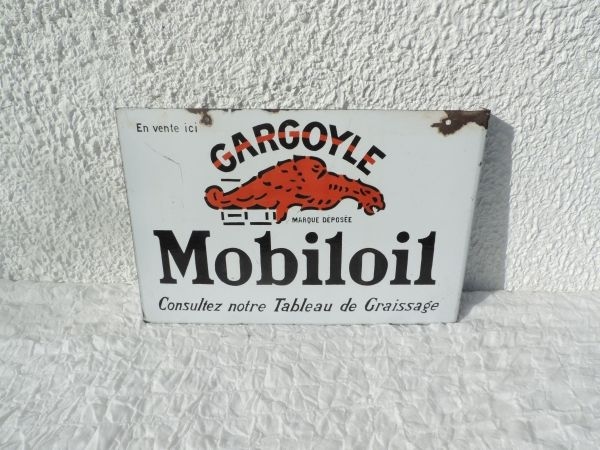 En vente ici
GARGOYLE
MARQUE DEPOSÉE
Mobiloil
Consultez notre Tableau de Graissage